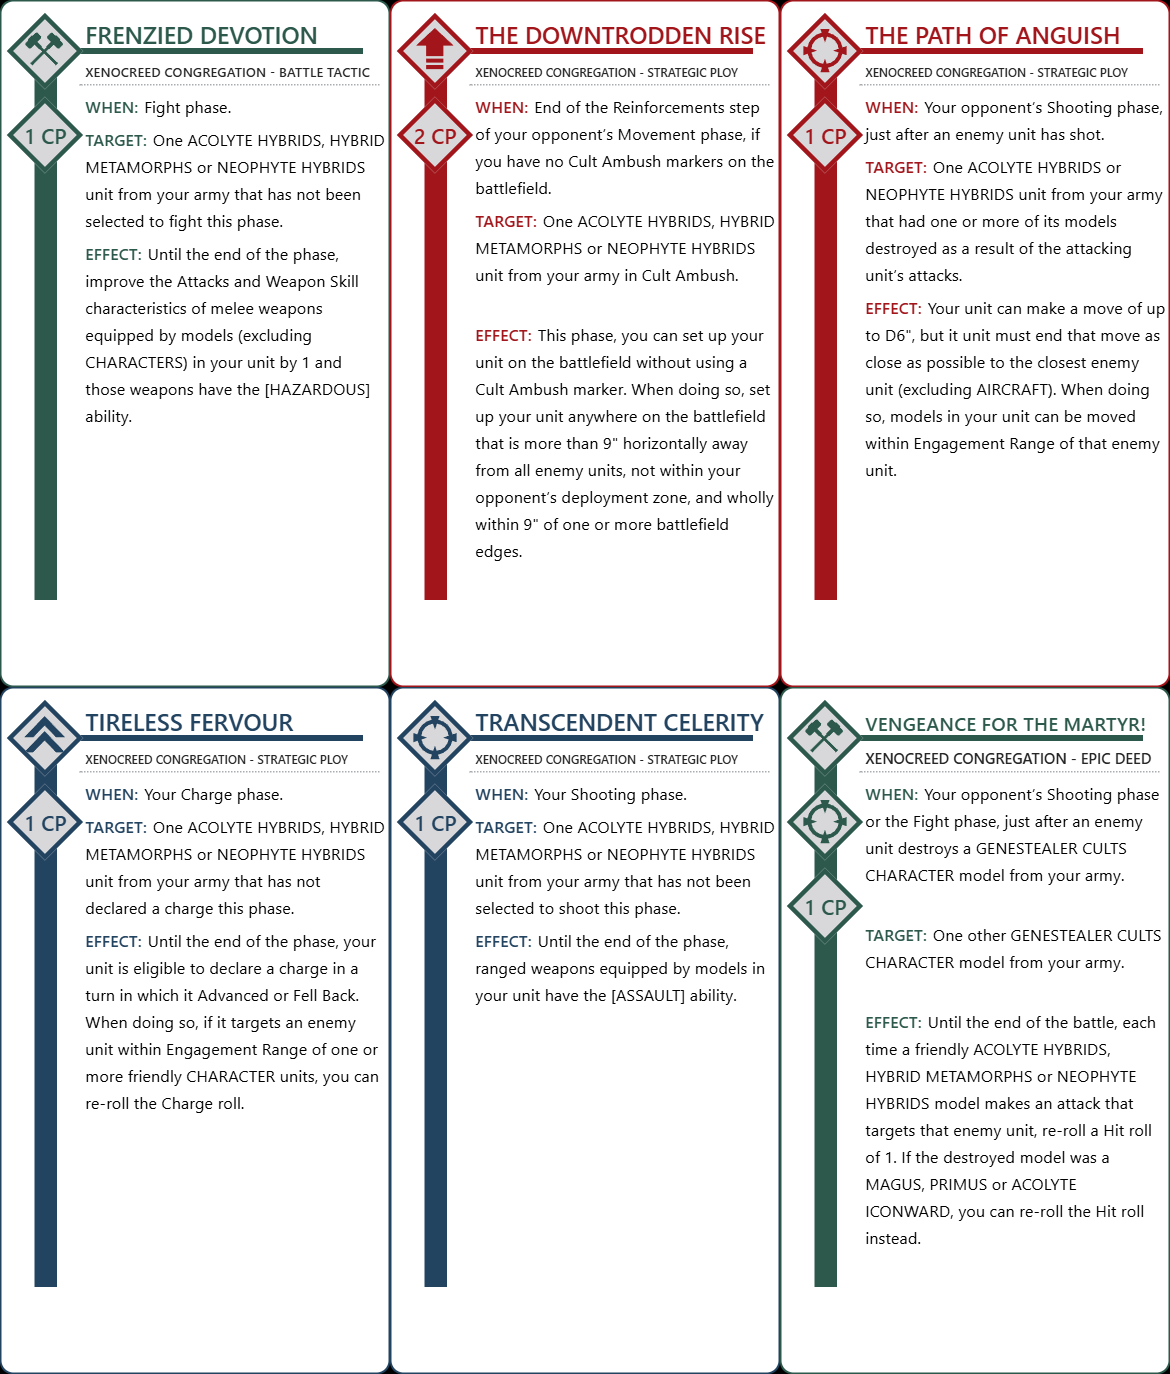 FRENZIED DEVOTION
XENOCREED CONGREGATION - BATTLE TACTIC
WHEN: Fight phase.
1 CP
TARGET: One ACOLYTE HYBRIDS, HYBRID
METAMORPHS or NEOPHYTE HYBRIDS
unit from your army that has not been
selected to fight this phase.
EFFECT: Until the end of the phase,
improve the Attacks and Weapon Skill
characteristics of melee weapons
equipped by models (excluding
CHARACTERS) in your unit by 1 and
those weapons have the [HAZARDOUS]
ability.
THE DOWNTRODDEN RISE
XENOCREED CONGREGATION - STRATEGIC PLOY
WHEN: End of the Reinforcements step
2 CP
of your opponent's Movement phase, if
you have no Cult Ambush markers on the
battlefield.
TARGET: One ACOLYTE HYBRIDS, HYBRID
METAMORPHS or NEOPHYTE HYBRIDS
unit from your army in Cult Ambush.
EFFECT: This phase, you can set up your
unit on the battlefield without using a
Cult Ambush marker. When doing so, set
up your unit anywhere on the battlefield
that is more than 9" horizontally away
from all enemy units, not within your
opponent's deployment zone, and wholly
within 9" of one or more battlefield
edges.
THE PATH OF ANGUISH
XENOCREED CONGREGATION - STRATEGIC PLOY
WHEN: Your opponent's Shooting phase,
1 CP
just after an enemy unit has shot.
TARGET: One ACOLYTE HYBRIDS or
NEOPHYTE HYBRIDS unit from your army
that had one or more of its models
destroyed as a result of the attacking
unit's attacks.
EFFECT: Your unit can make a move of up
to D6", but it unit must end that move as
close as possible to the closest enemy
unit (excluding AIRCRAFT). When doing
so, models in your unit can be moved
within Engagement Range of that enemy
unit.
TIRELESS FERVOUR
XENOCREED CONGREGATION - STRATEGIC PLOY
WHEN: Your Charge phase.
1 CP
TARGET: One ACOLYTE HYBRIDS, HYBRID
METAMORPHS or NEOPHYTE HYBRIDS
unit from your army that has not
declared a charge this phase.
EFFECT: Until the end of the phase, your
unit is eligible to declare a charge in a
turn in which it Advanced or Fell Back.
When doing so, if it targets an enemy
unit within Engagement Range of one or
more friendly CHARACTER units, you can
re-roll the Charge roll.
TRANSCENDENT CELERITY
XENOCREED CONGREGATION - STRATEGIC PLOY
WHEN: Your Shooting phase.
1 CP
TARGET: One ACOLYTE HYBRIDS, HYBRID
METAMORPHS or NEOPHYTE HYBRIDS
unit from your army that has not been
selected to shoot this phase.
EFFECT: Until the end of the phase,
ranged weapons equipped by models in
your unit have the [ASSAULT] ability.
VENGEANCE FOR THE MARTYR!
XENOCREED CONGREGATION - EPIC DEED
WHEN: Your opponent's Shooting phase
or the Fight phase, just after an enemy
unit destroys a GENESTEALER CULTS
CHARACTER model from your army.
1 CP
TARGET: One other GENESTEALER CULTS
CHARACTER model from your army.
EFFECT: Until the end of the battle, each
time a friendly ACOLYTE HYBRIDS,
HYBRID METAMORPHS or NEOPHYTE
HYBRIDS model makes an attack that
targets that enemy unit, re-roll a Hit roll
of 1. If the destroyed model was a
MAGUS, PRIMUS or ACOLYTE
ICONWARD, you can re-roll the Hit roll
instead.